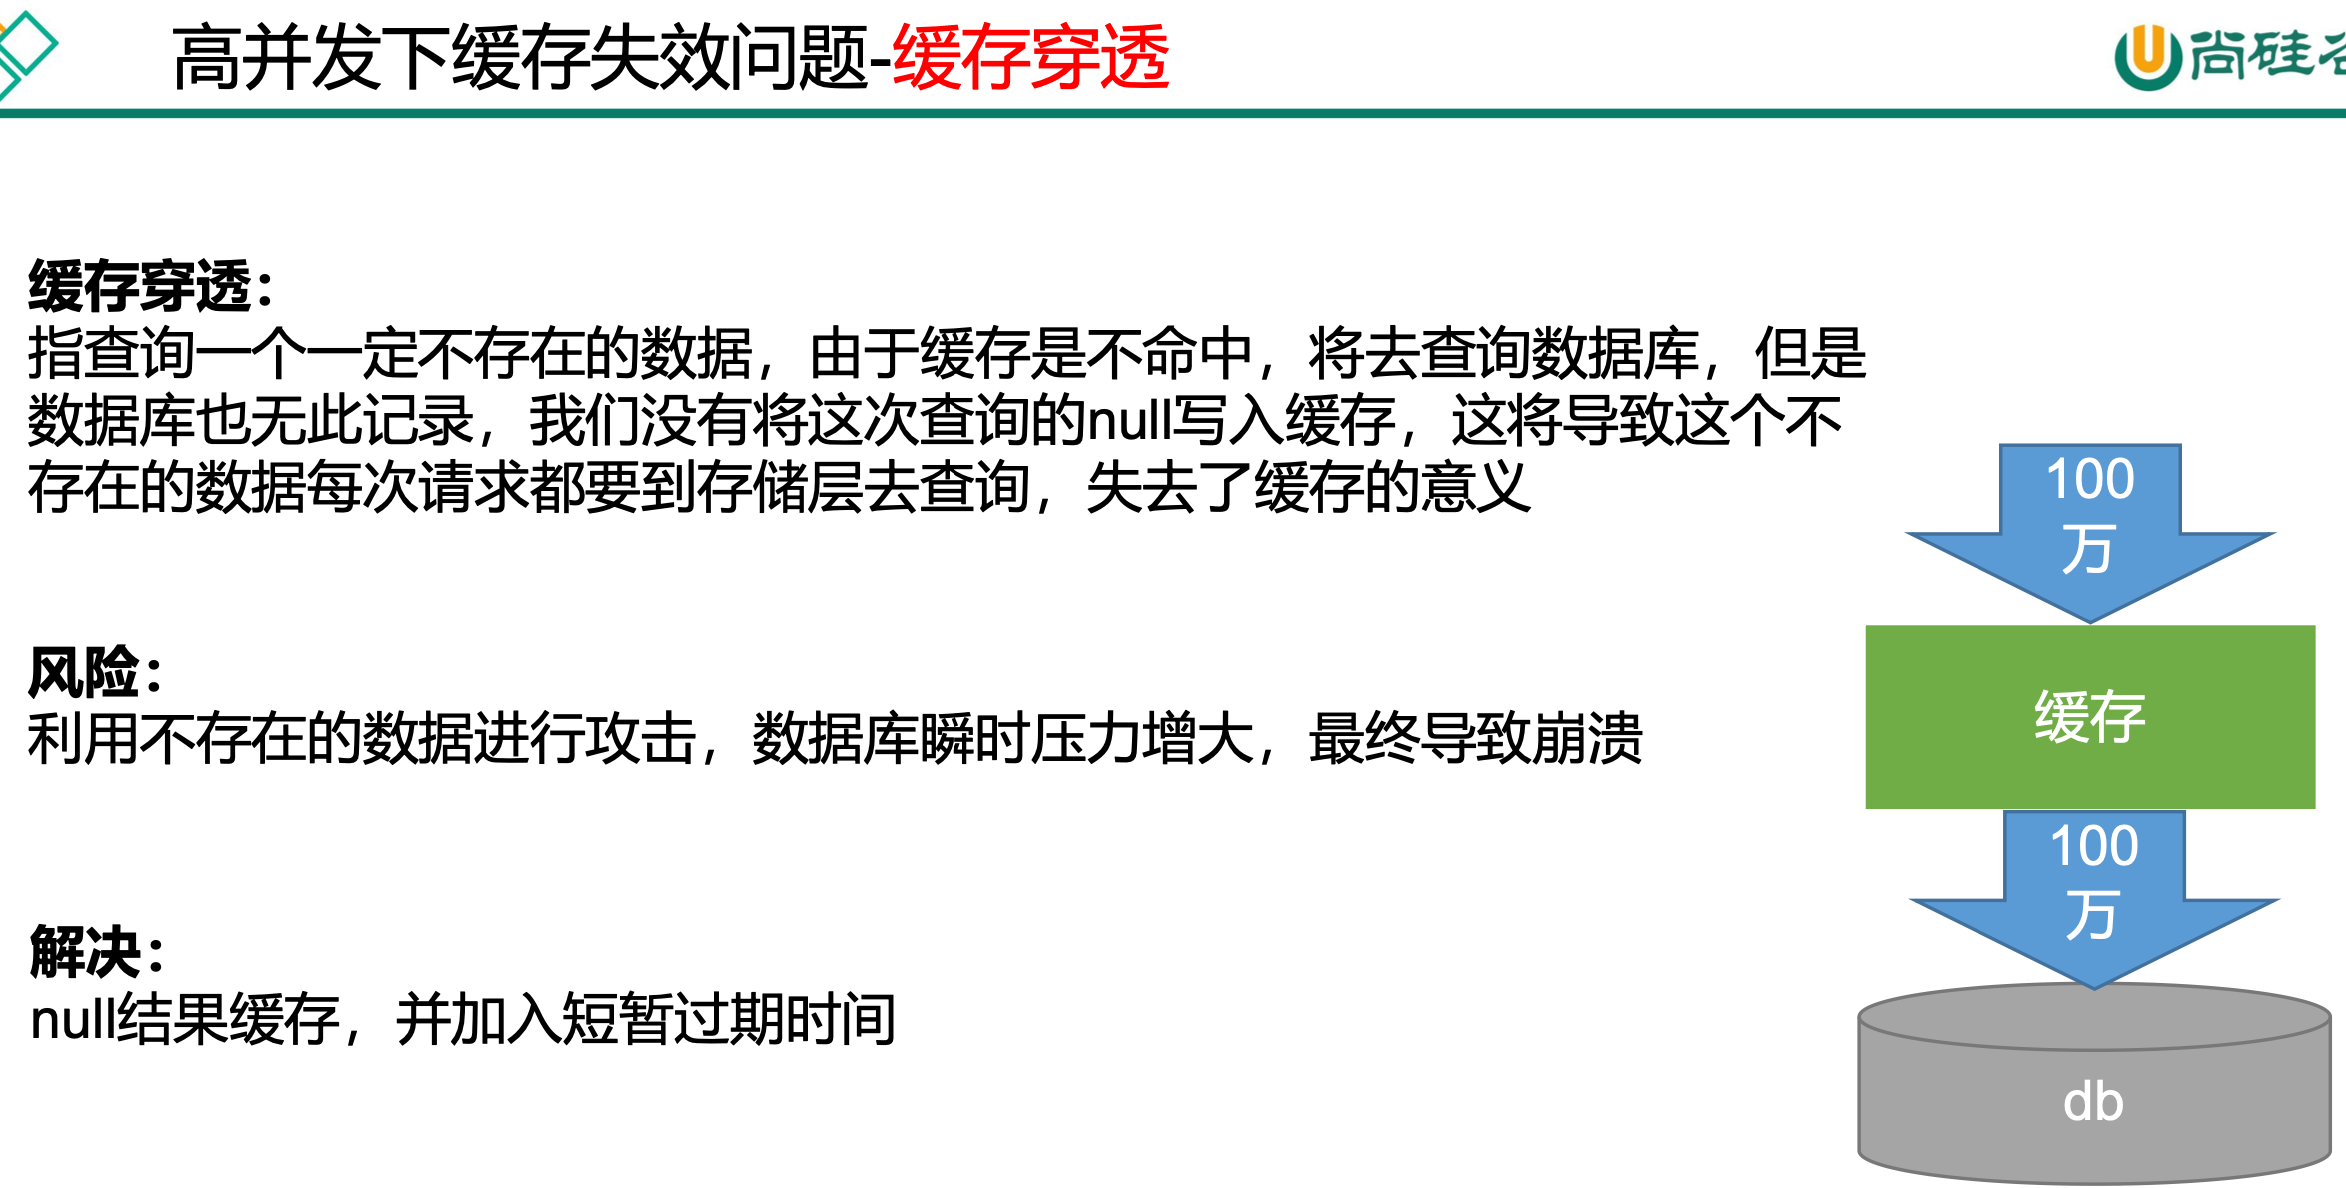 高并发下缓存失效问题-缓存穿透
尚硅谷
缓存穿透：
指查询一个一定不存在的数据，由于缓存是不命中，将去查询数据库，但是
数据库也无此记录，我们没有将这次查询的null写入缓存，这将导致这个不
存在的数据每次请求都要到存储层去查询，失去了缓存的意义
风险：
利用不存在的数据进行攻击，数据库瞬时压力增大，最终导致崩溃
解决：
null结果缓存，并加入短暂过期时间
100
万
缓存
100
万
db